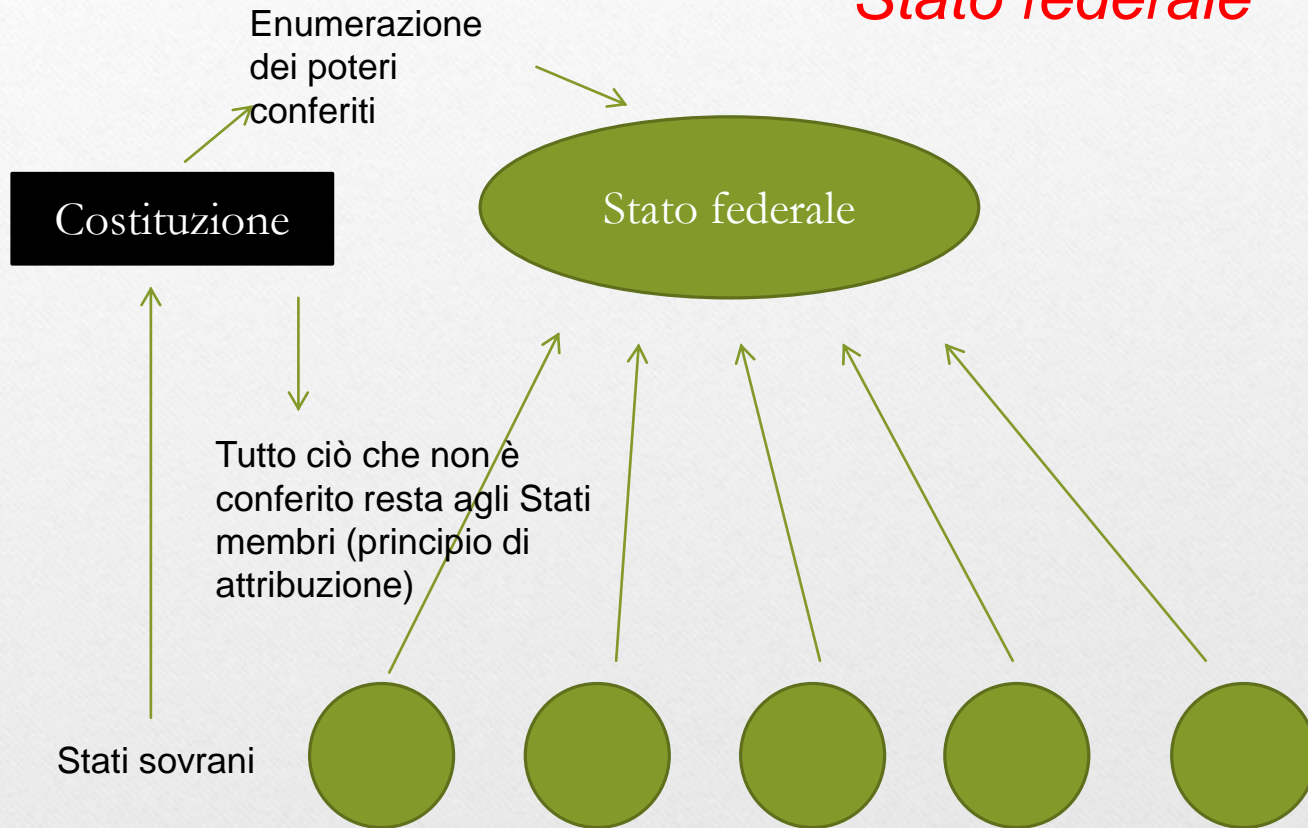 Stato federale
Enumerazione
dei poteri
conferiti
Costituzione
Stato federale
Tutto ciò che non è
conferito resta agli Stati
membri (principio di
attribuzione)
Stati sovrani